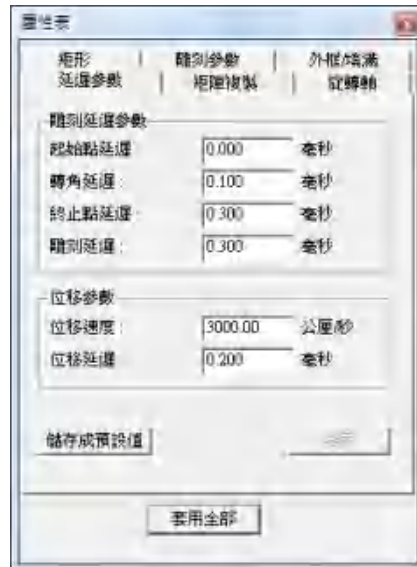 屬性表
矩形 雕刻參數 外框/填滿
延遲參數 矩陣複製 旋轉軸
雕刻延遲參數
起始點延遲 0.000 毫秒
轉角延遲: 0.100 毫秒
終止點延遲 0.300 毫秒
雕刻延遲: 0.300 毫秒
位移參數
位移速度: 3000.00 公厘/秒
位移延遲 0.200 毫秒
儲存成預設值
套用全部